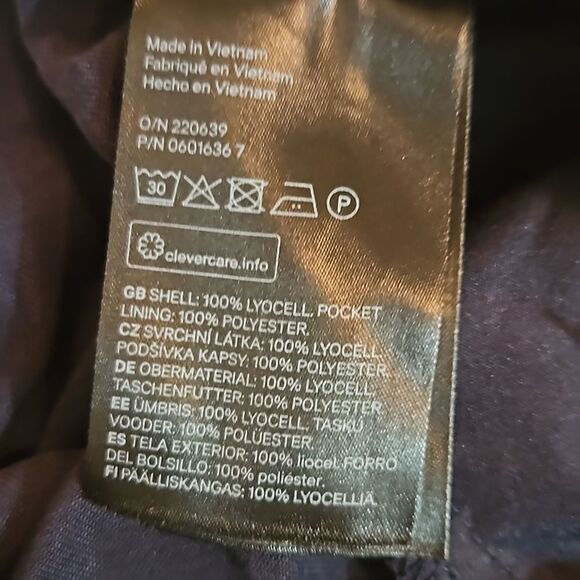 Made in Vietnam
Fabriqué en Vietnam
Hecho en Vietnam
O/N 220639
P/N 0601636 7
30
P
clevercare.info
GB SHELL: 100% LYOCELL. POCKET
LINING: 100% POLYESTER.
CZ SVRCHNÍ LÁTKA: 100% LYOCELL.
PODŠÍVKA KAPSY: 100% POLYESTER.
DE OBERMATERIAL: 100% LYOCELL.
TASCHENFUTTER: 100% POLYESTER.
EE ÜMBRIS: 100% LYOCELL. TASKU
VOODER: 100% POLÜESTER.
ES TELA EXTERIOR: 100% liocel. FORRO
DEL BOLSILLO: 100% poliéster.
FI PÄÄLLISKANGAS: 100% LYOCELLIÄ.